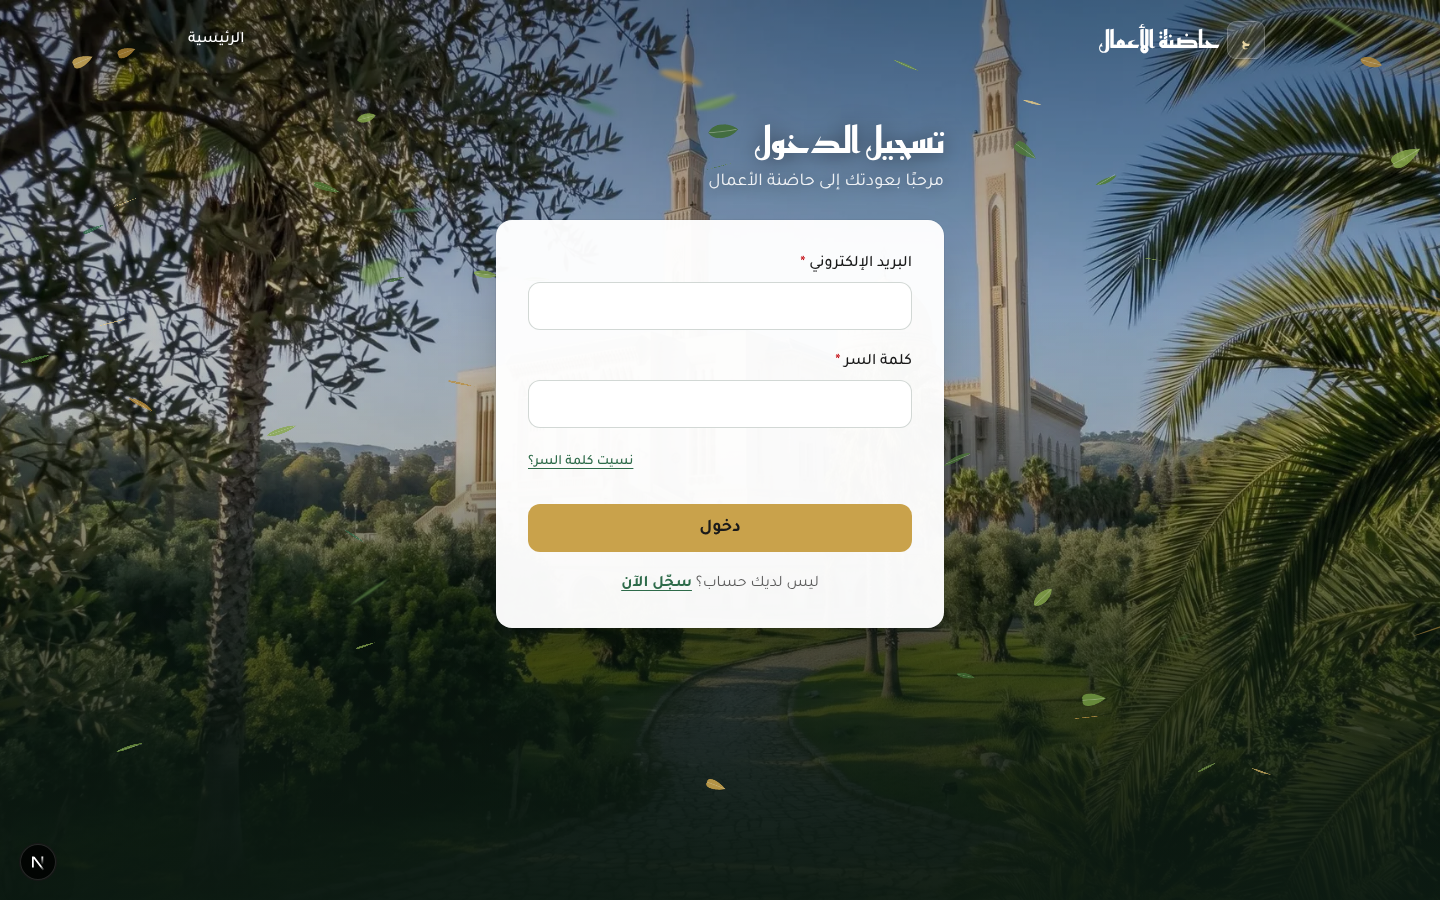 حاضنة الأعمال
ح
الرئيسية
تسجيل الدخول
مرحبًا بعودتك إلى حاضنة الأعمال
البريد الإلكتروني *
كلمة السر *
نسيت كلمة السر؟
دخول
ليس لديك حساب؟ سجّل الآن
N